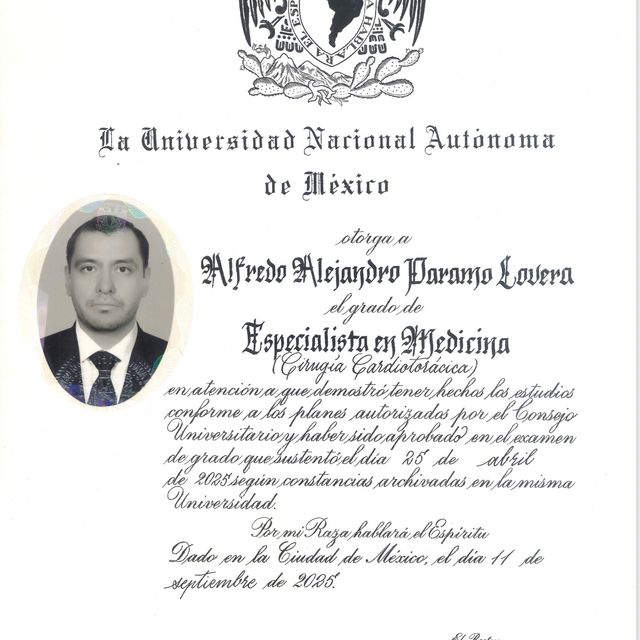 HABLARA EL ESP
La Universidad Nacional Autónoma
de México
otorga a
Alfredo Alejandro Paramo Lovera
el grado de
Especialista en Medicina
(Cirugía Cardiotorácica)
en atención a que demostró tener hechos los estudios
conforme a los planes autorizados por el Consejo
Universitario y haber sido aprobado en el examen
de grado que sustentó el día 25 de abril
de 2025 según constancias archivadas en la misma
Universidad.
Por mi Raza hablará el Espíritu
Dado en la Ciudad de México, el día 11 de
septiembre de 2025.